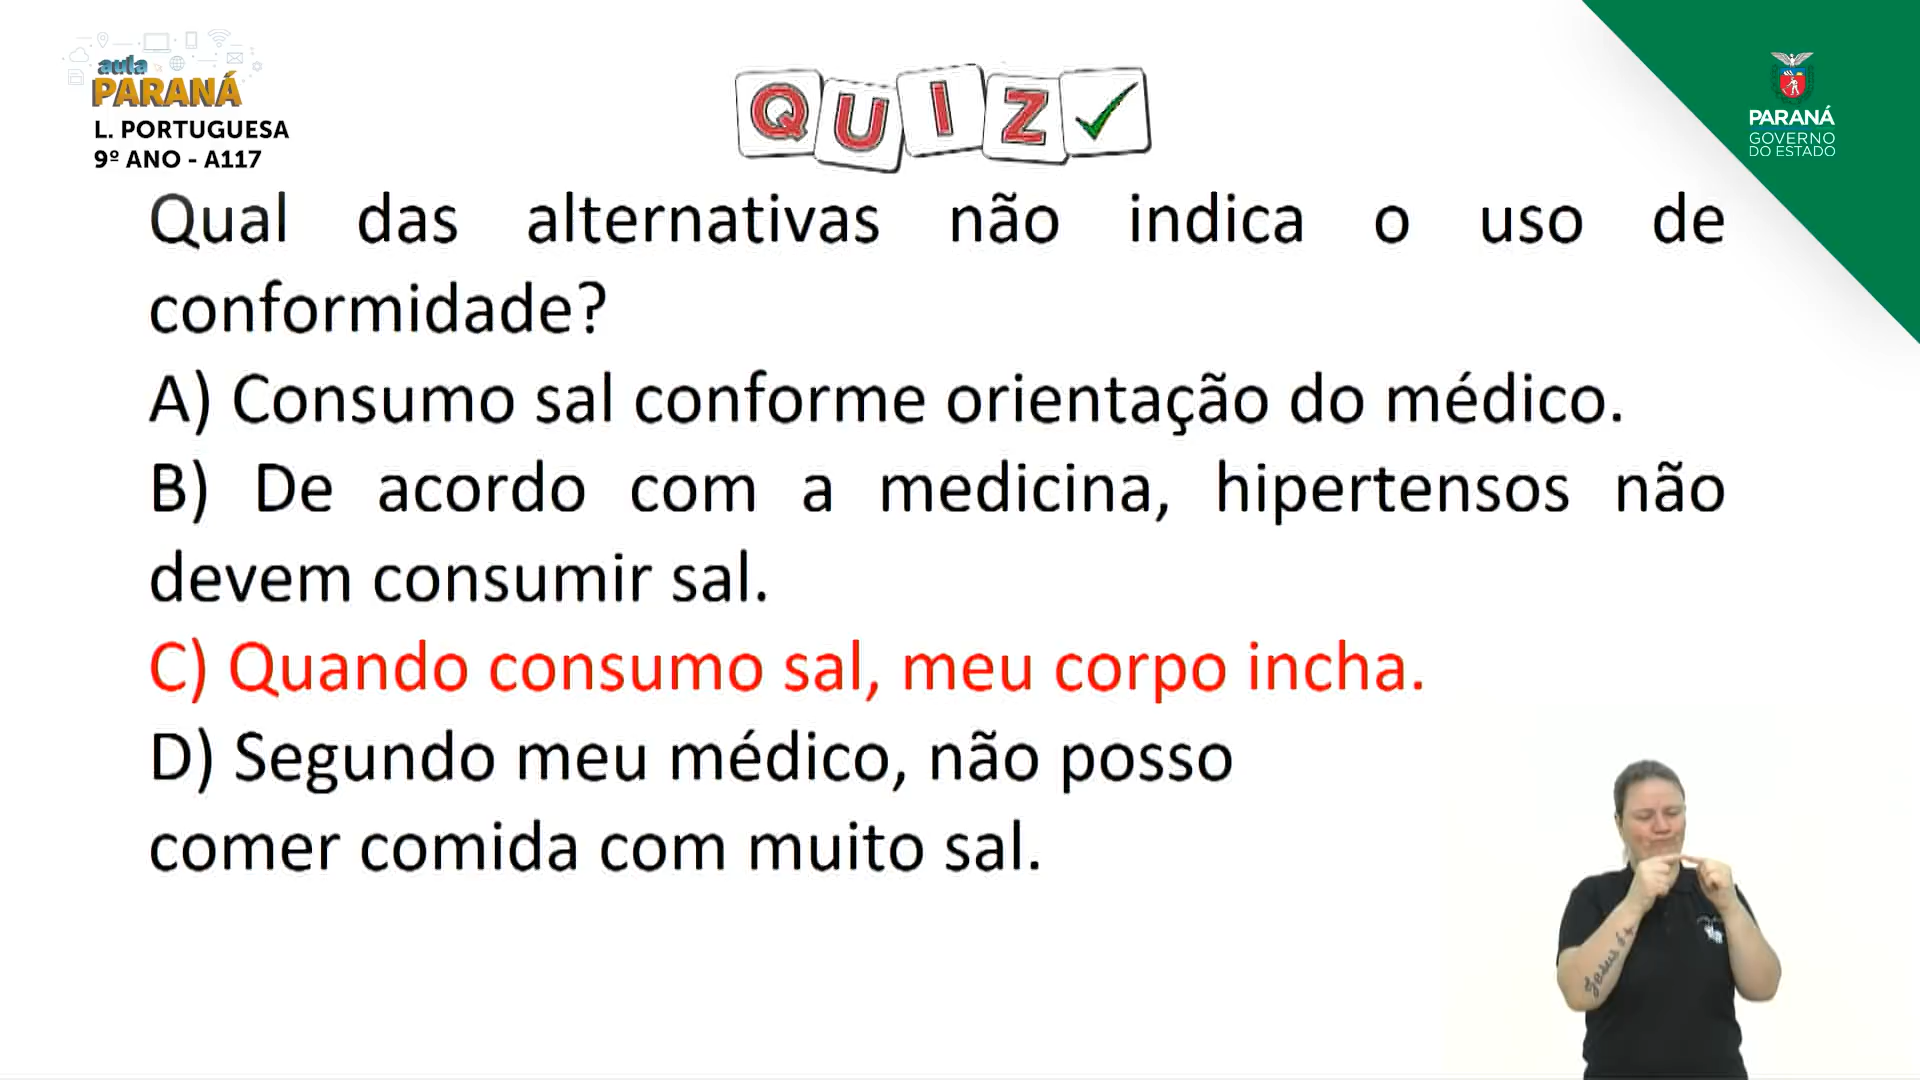 aula
PARANÁ
L. PORTUGUESA
9º ANO - A117
QUIZ
PARANÁ
GOVERNO
DO ESTADO
Qual das alternativas não indica o uso de
conformidade?
A) Consumo sal conforme orientação do médico.
B) De acordo com a medicina, hipertensos não
devem consumir sal.
C) Quando consumo sal, meu corpo incha.
D) Segundo meu médico, não posso
comer comida com muito sal.